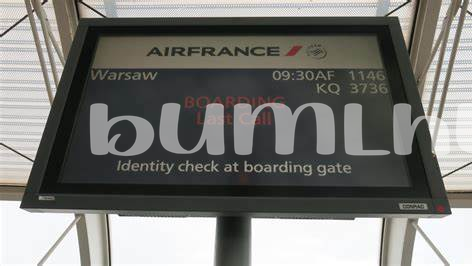 AIRFRANCE
Warsaw 09:30AF 1146
KQ 3736
BOARDING
Last Call
Identity check at boarding gate
CONRAC